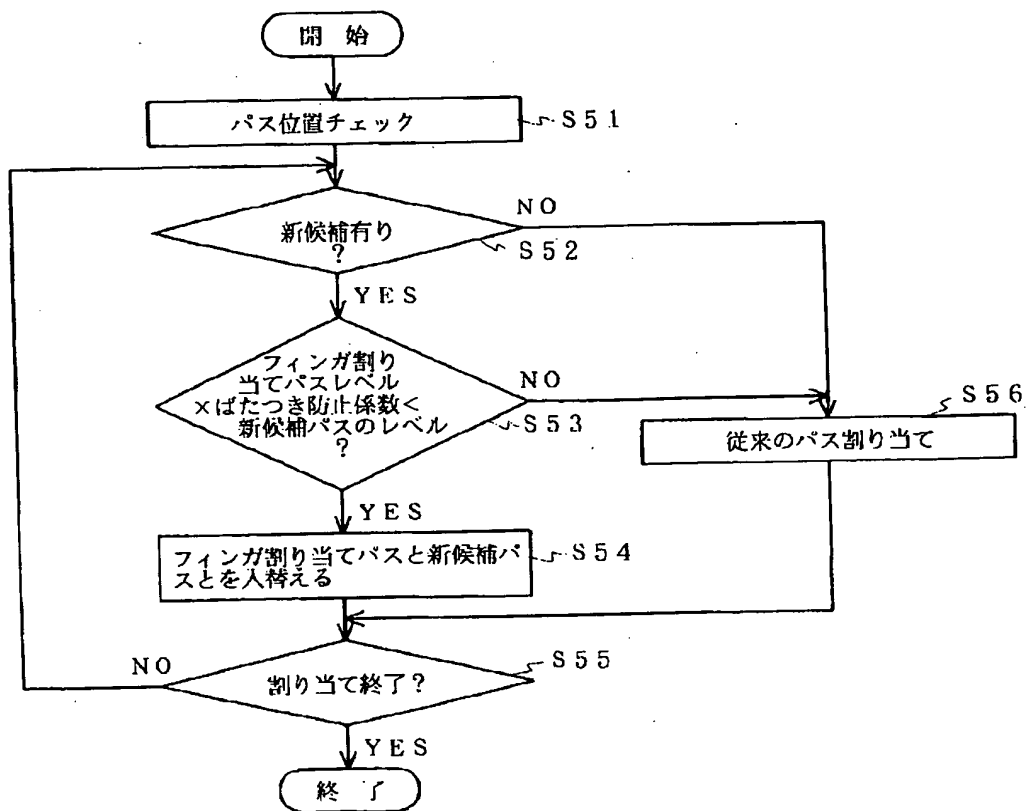 開 始
パス位置チェック
S51
新候補有り
?
NO
S52
YES
フィンガ割り
当てパスレベル
×ばたつき防止係数<
新候補パスのレベル
?
NO
S53
S56
従来のパス割り当て
YES
フィンガ割り当てパスと新候補パ
スとを入替える
S54
NO
割り当て終了?
S55
YES
終 了